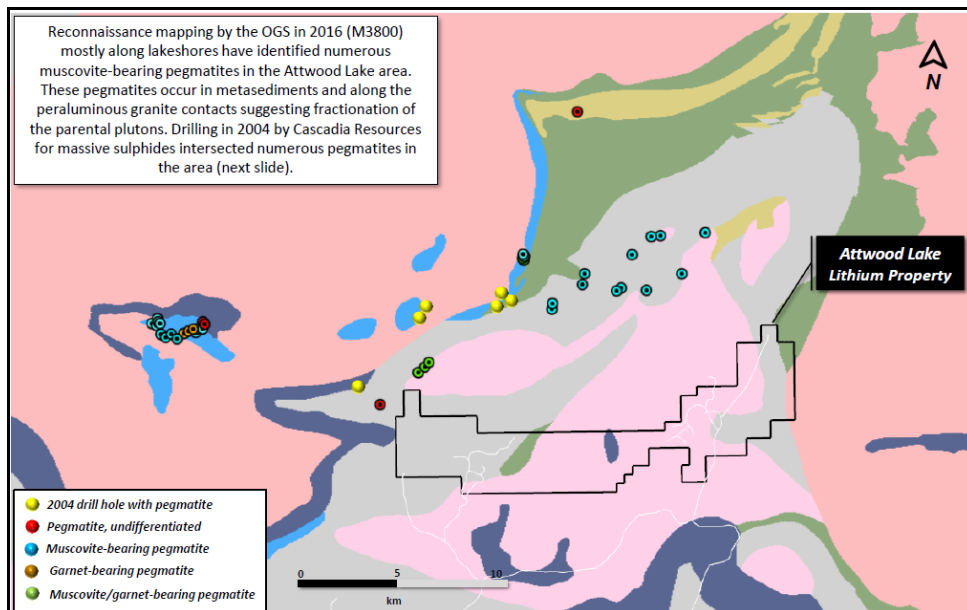 Reconnaissance mapping by the OGS in 2016 (M3800)
mostly along lakeshores have identified numerous
muscovite-bearing pegmatites in the Attwood Lake area.
These pegmatites occur in metasediments and along the
peraluminous granite contacts suggesting fractionation
of the parental plutons. Drilling in 2004 by Cascadia Resources
for massive sulphides intersected numerous pegmatites in
the area (next slide).
N
Attwood Lake
Lithium Property
2004 drill hole with pegmatite
Pegmatite, undifferentiated
Muscovite-bearing pegmatite
Garnet-bearing pegmatite
Muscovite/garnet-bearing pegmatite
0 5 10
km